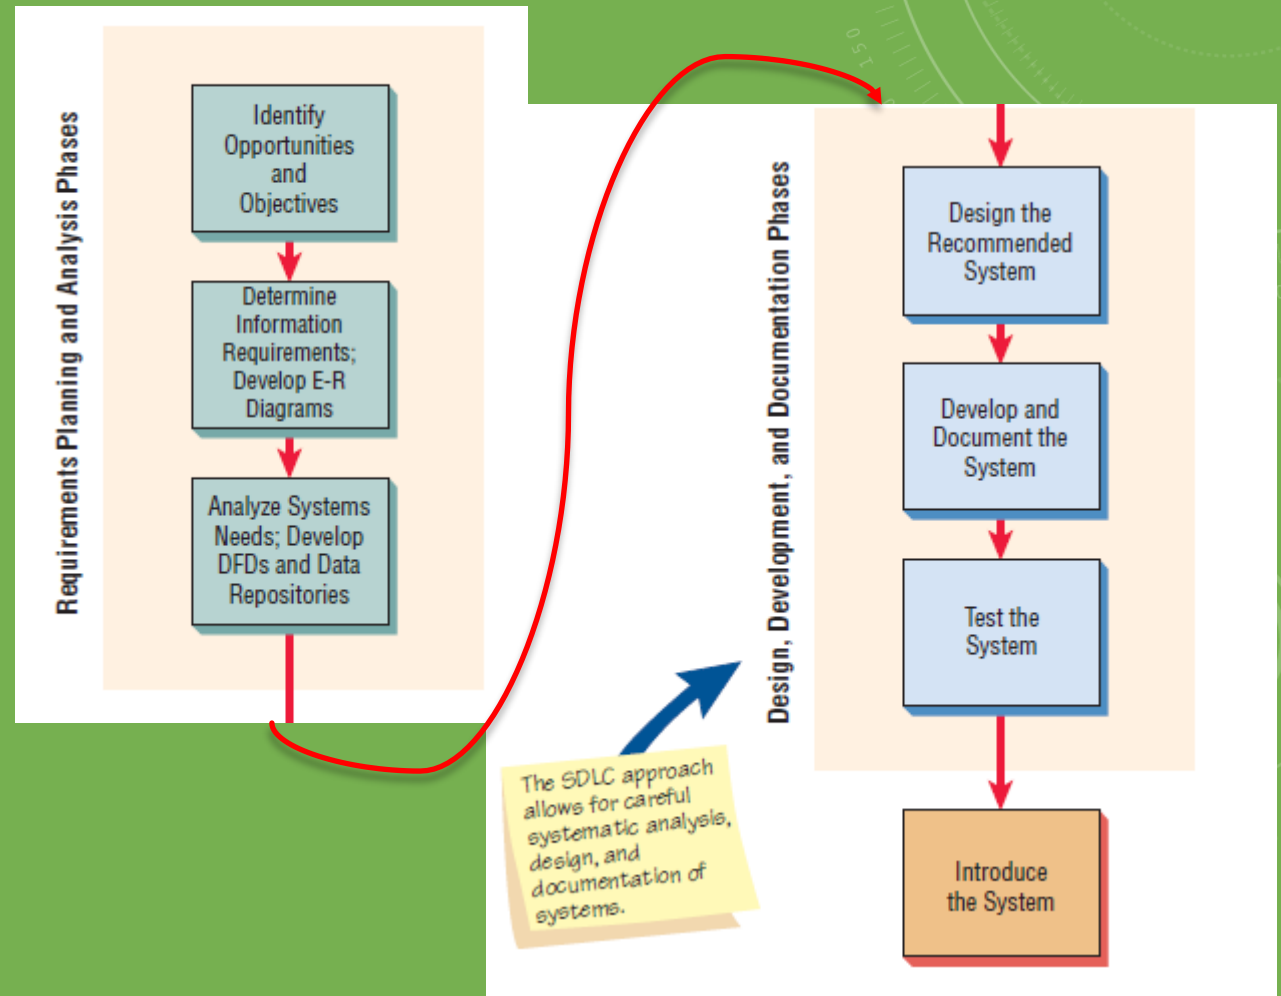 Requirements Planning and Analysis Phases
Identify
Opportunities
and
Objectives
Determine
Information
Requirements;
Develop E-R
Diagrams
Analyze Systems
Needs; Develop
DFDs and Data
Repositories
150
Design, Development, and Documentation Phases
Design the
Recommended
System
Develop and
Document the
System
Test the
System
Introduce
the System
The SDLC approach
allows for careful
systematic analysis,
design, and
documentation of
systems.